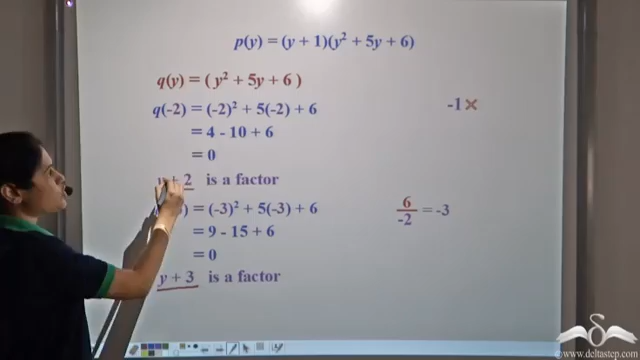 p(y) = (y + 1)(y² + 5y + 6)
q(y) = ( y² + 5y + 6 )
q(-2) = (-2)² + 5(-2) + 6
-1×
= 4 - 10 + 6
= 0
+ 2 is a factor
) = (-3)² + 5(-3) + 6
6/-2 = -3
= 9 - 15 + 6
= 0
y + 3 is a factor
© www.deltastep.com